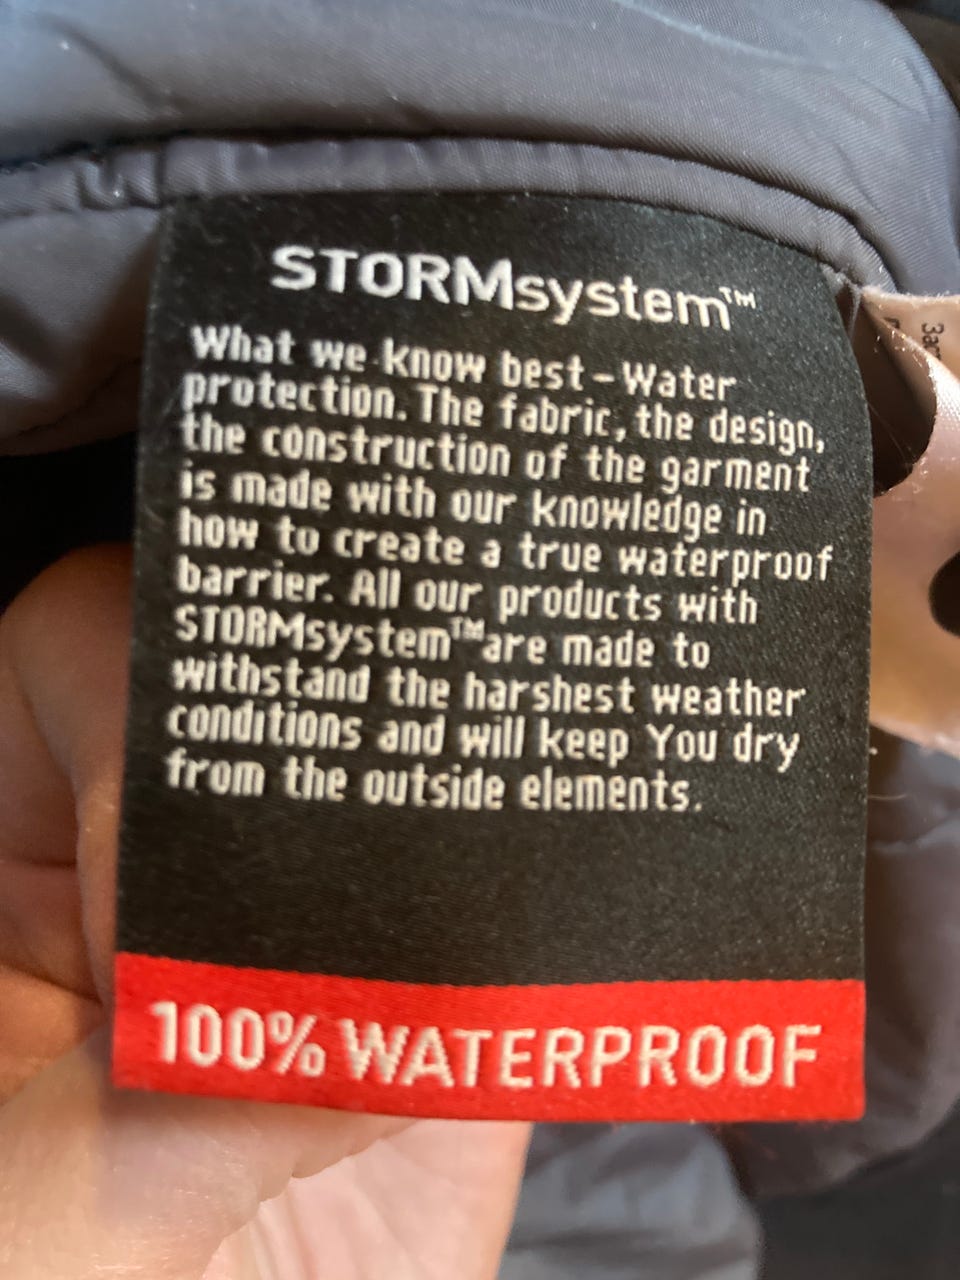 STORMsystem™
What we know best – Water
protection. The fabric, the design,
the construction of the garment
is made with our knowledge in
how to create a true waterproof
barrier. All our products with
STORMsystem™ are made to
withstand the harshest weather
conditions and will keep You dry
from the outside elements.
100% WATERPROOF